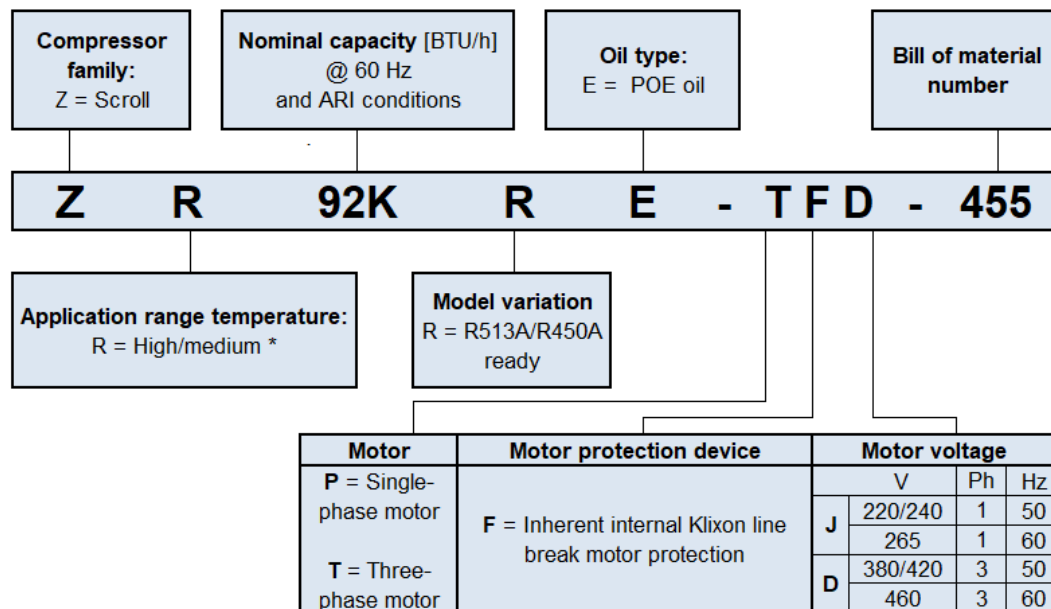 Compressor
family:
Z = Scroll
Nominal capacity [BTU/h]
@ 60 Hz
and ARI conditions
Oil type:
E = POE oil
Bill of material
number
Z R 92K R E - T F D - 455
Application range temperature:
R = High/medium *
Model variation
R = R513A/R450A
ready
Motor
Motor protection device
Motor voltage
P = Single-
phase motor
T = Three-
phase motor
F = Inherent internal Klixon line
break motor protection
V Ph Hz
J 220/240 1 50
265 1 60
D 380/420 3 50
460 3 60